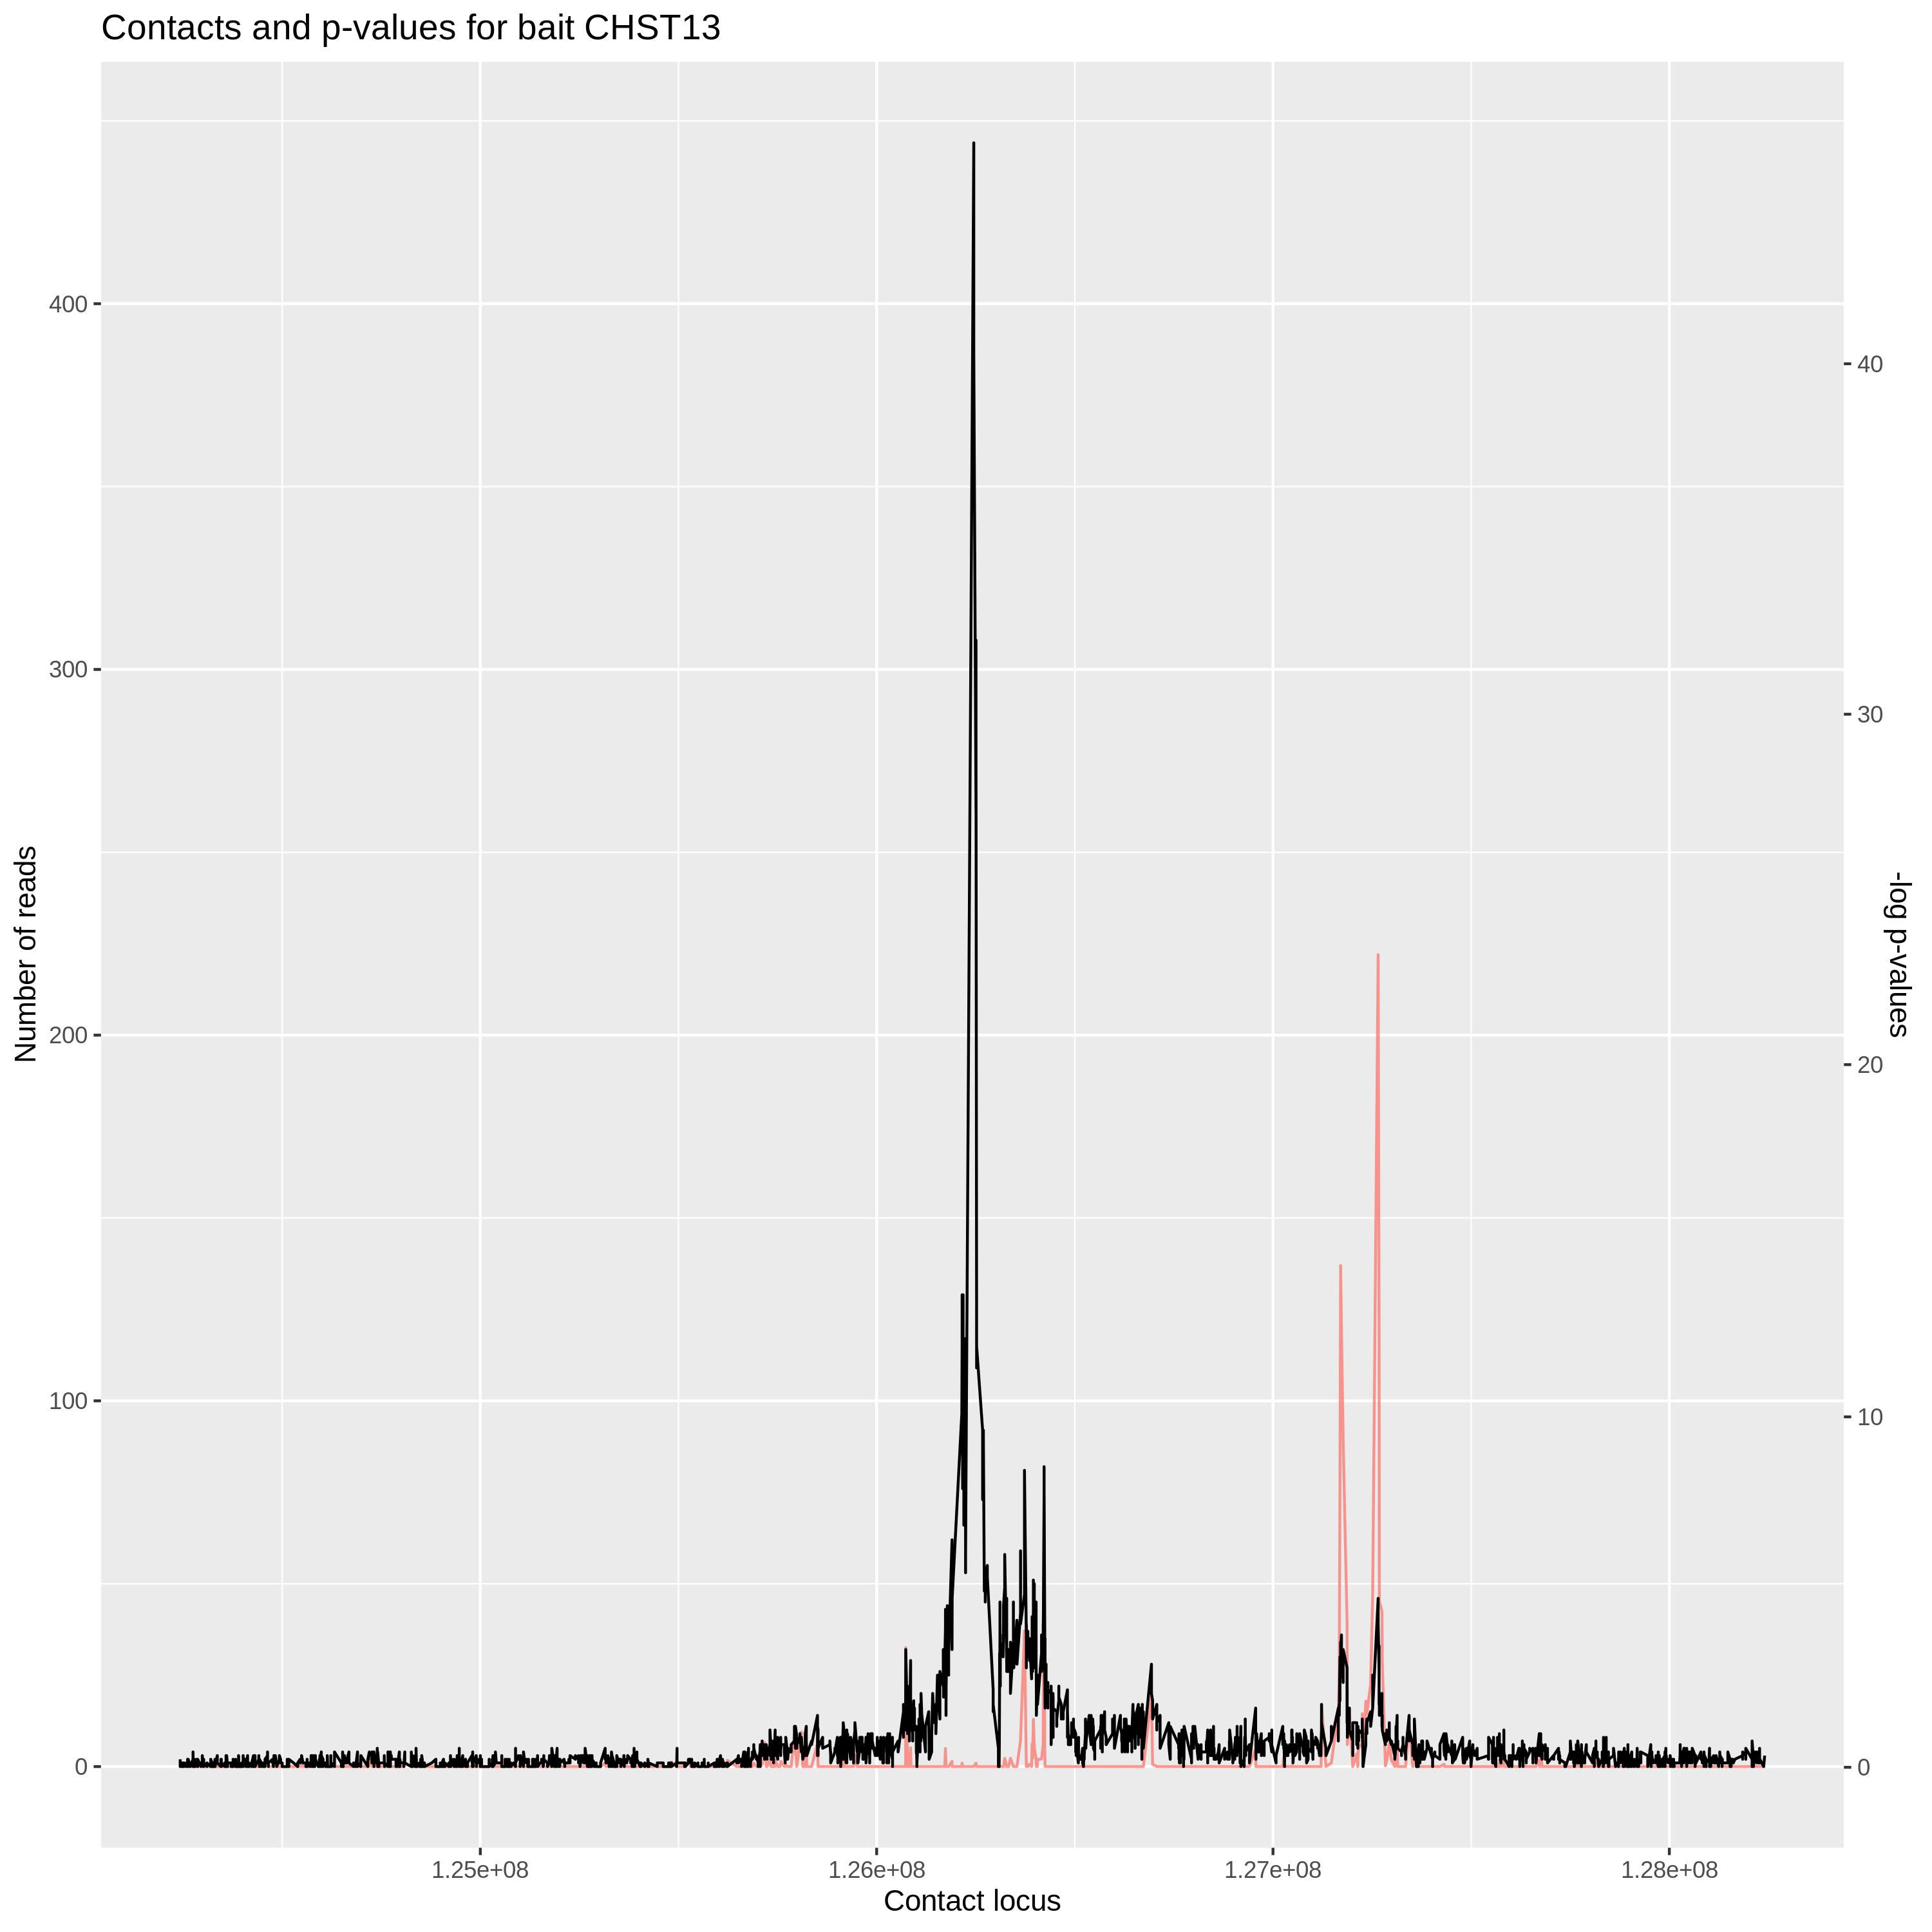 Contacts and p-values for bait CHST13
Number of reads
400
300
200
100
0
40
30
20
10
0
-log p-values
1.25e+08
1.26e+08
1.27e+08
1.28e+08
Contact locus